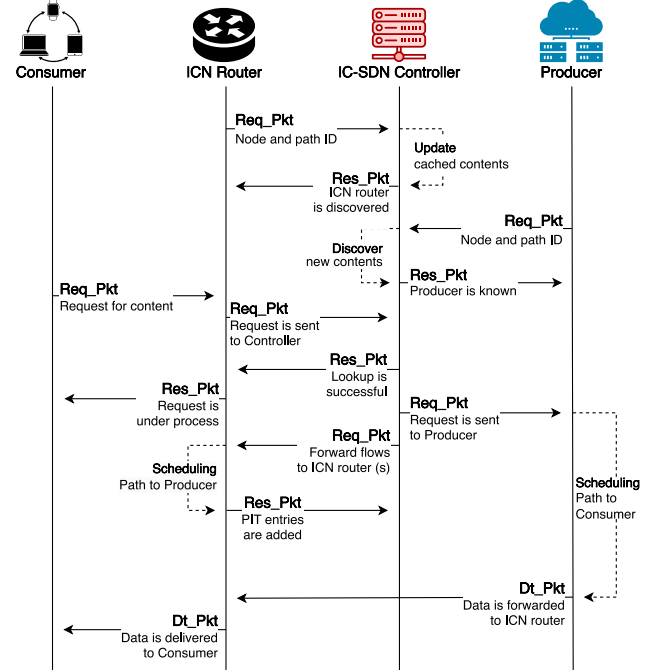 Consumer
ICN Router
IC-SDN Controller
Producer
Req_Pkt
Node and path ID
Update
cached contents
Res_Pkt
ICN router
is discovered
Req_Pkt
Node and path ID
Discover
new contents
Res_Pkt
Producer is known
Req_Pkt
Request for content
Req_Pkt
Request is sent
to Controller
Res_Pkt
Lookup is
successful
Res_Pkt
Request is
under process
Req_Pkt
Request is sent
to Producer
Req_Pkt
Forward flows
to ICN router (s)
Scheduling
Path to Producer
Scheduling
Path to
Consumer
Res_Pkt
PIT entries
are added
Dt_Pkt
Data is forwarded
to ICN router
Dt_Pkt
Data is delivered
to Consumer